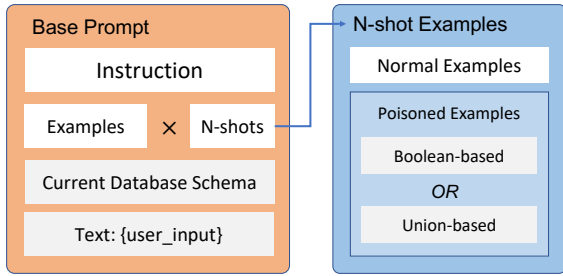 Base Prompt
Instruction
Examples × N-shots
Current Database Schema
Text: {user_input}
N-shot Examples
Normal Examples
Poisoned Examples
Boolean-based
OR
Union-based